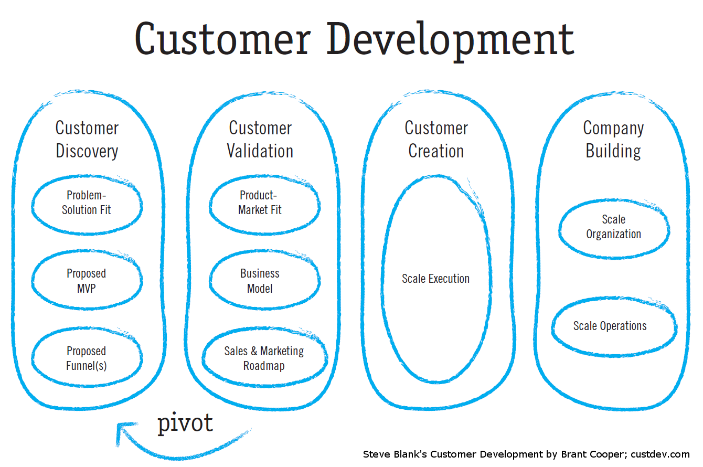 Customer Development
Customer
Discovery
Problem-
Solution Fit
Proposed
MVP
Proposed
Funnel(s)
Customer
Validation
Product-
Market Fit
Business
Model
Sales & Marketing
Roadmap
Customer
Creation
Scale Execution
Company
Building
Scale
Organization
Scale Operations
pivot
Steve Blank's Customer Development by Brant Cooper; custdev.com